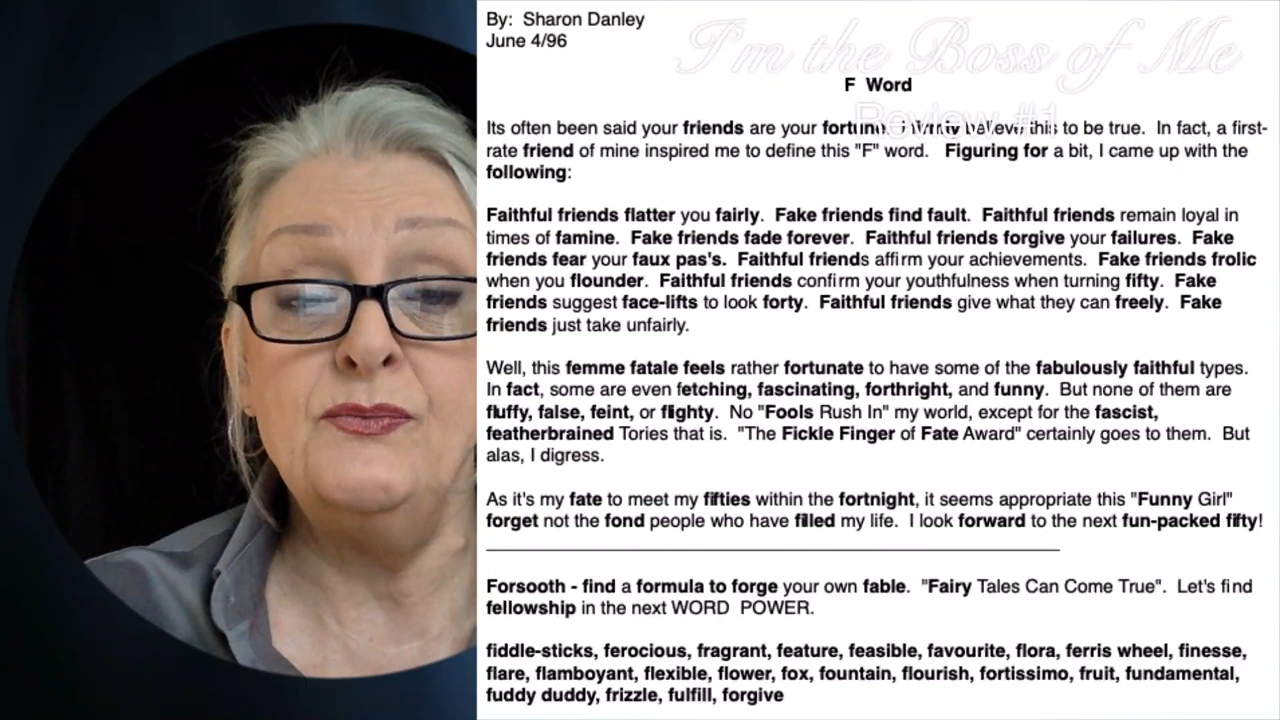 By: Sharon Danley
June 4/96
I'm the Boss of Me
Review #1
F Word
Its often been said your friends are your fortune. I firmly believe this to be true. In fact, a first-
rate friend of mine inspired me to define this "F" word. Figuring for a bit, I came up with the
following:
Faithful friends flatter you fairly. Fake friends find fault. Faithful friends remain loyal in
times of famine. Fake friends fade forever. Faithful friends forgive your failures. Fake
friends fear your faux pas's. Faithful friends affirm your achievements. Fake friends frolic
when you flounder. Faithful friends confirm your youthfulness when turning fifty. Fake
friends suggest face-lifts to look forty. Faithful friends give what they can freely. Fake
friends just take unfairly.
Well, this femme fatale feels rather fortunate to have some of the fabulously faithful types.
In fact, some are even fetching, fascinating, forthright, and funny. But none of them are
fluffy, false, feint, or flighty. No "Fools Rush In" my world, except for the fascist,
featherbrained Tories that is. "The Fickle Finger of Fate Award" certainly goes to them. But
alas, I digress.
As it's my fate to meet my fifties within the fortnight, it seems appropriate this "Funny Girl"
forget not the fond people who have filled my life. I look forward to the next fun-packed fifty!
Forsooth - find a formula to forge your own fable. "Fairy Tales Can Come True". Let's find
fellowship in the next WORD POWER.
fiddle-sticks, ferocious, fragrant, feature, feasible, favourite, flora, ferris wheel, finesse,
flare, flamboyant, flexible, flower, fox, fountain, flourish, fortissimo, fruit, fundamental,
fuddy duddy, frizzle, fulfill, forgive